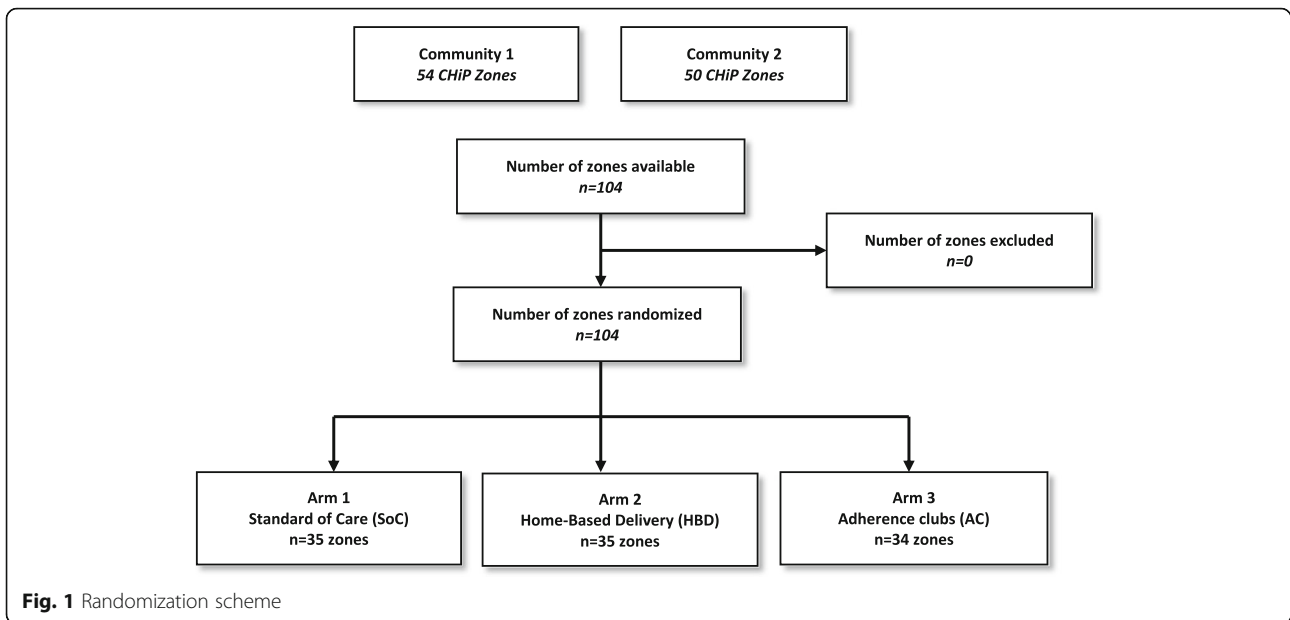 Community 1
54 CHiP Zones
Community 2
50 CHiP Zones
Number of zones available
n=104
Number of zones excluded
n=0
Number of zones randomized
n=104
Arm 1
Standard of Care (SoC)
n=35 zones
Arm 2
Home-Based Delivery (HBD)
n=35 zones
Arm 3
Adherence clubs (AC)
n=34 zones
Fig. 1 Randomization scheme